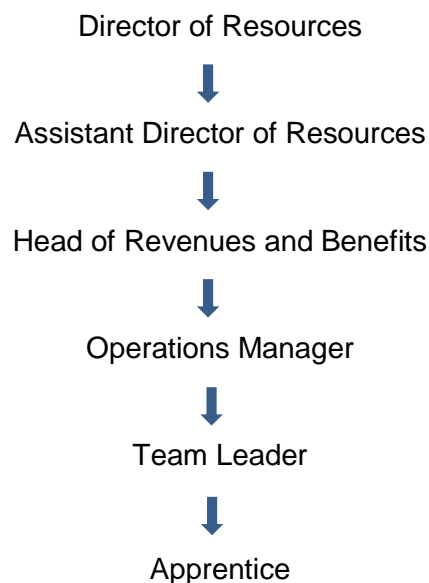 Director of Resources
Assistant Director of Resources
Head of Revenues and Benefits
Operations Manager
Team Leader
Apprentice